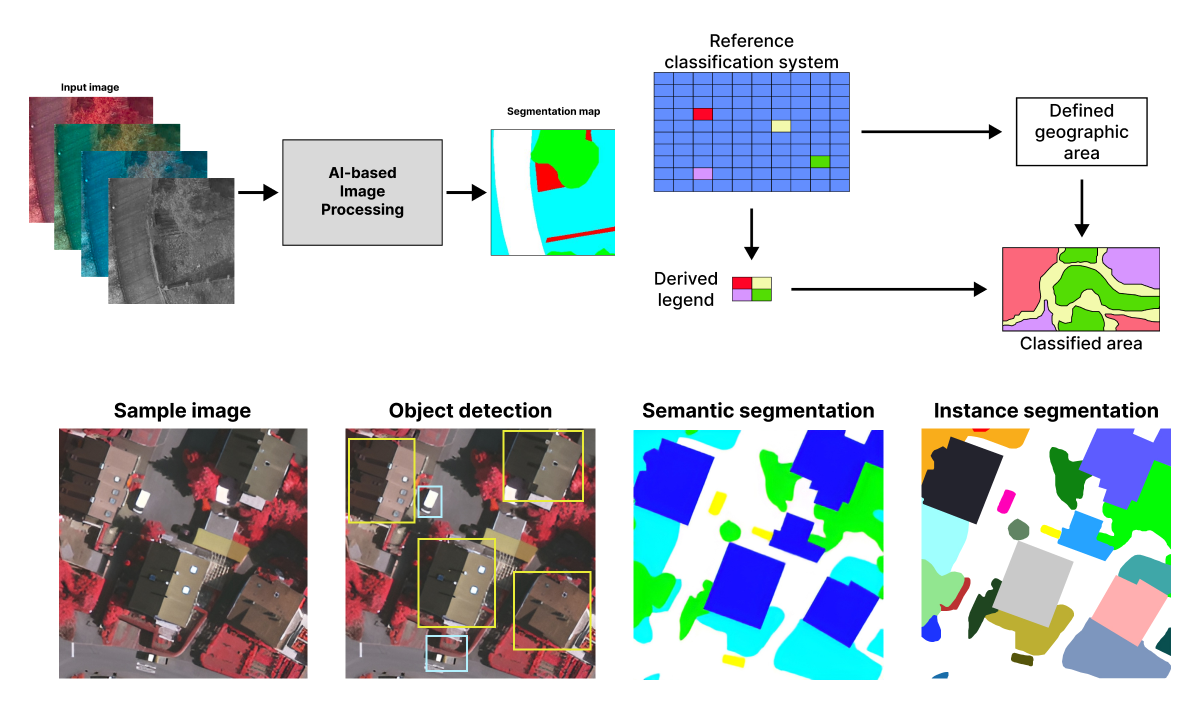 Input image
AI-based
Image
Processing
Segmentation map
Reference
classification system
Defined
geographic
area
Derived
legend
Classified area
Sample image
Object detection
Semantic segmentation
Instance segmentation